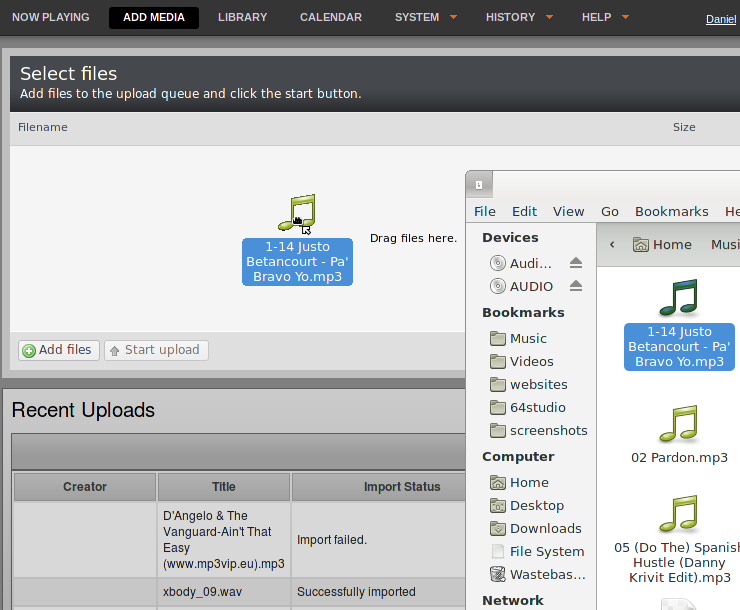 NOW PLAYING ADD MEDIA LIBRARY CALENDAR SYSTEM HISTORY HELP Daniel
Select files
Add files to the upload queue and click the start button.
Filename Size
1-14 Justo
Betancourt - Pa'
Bravo Yo.mp3
Drag files here.
Add files Start upload
Recent Uploads
Creator Title Import Status
D'Angelo & The
Vanguard-Ain't That
Easy
(www.mp3vip.eu).mp3
Import failed.
xbody_09.wav Successfully imported
File Edit View Go Bookmarks He
Devices
Audi...
AUDIO
Bookmarks
Music
Videos
websites
64studio
screenshots
Computer
Home
Desktop
Downloads
File System
Wastebas...
Network
Home Musi
1-14 Justo
Betancourt - Pa'
Bravo Yo.mp3
02 Pardon.mp3
05 (Do The) Spanish
Hustle (Danny
Krivit Edit).mp3